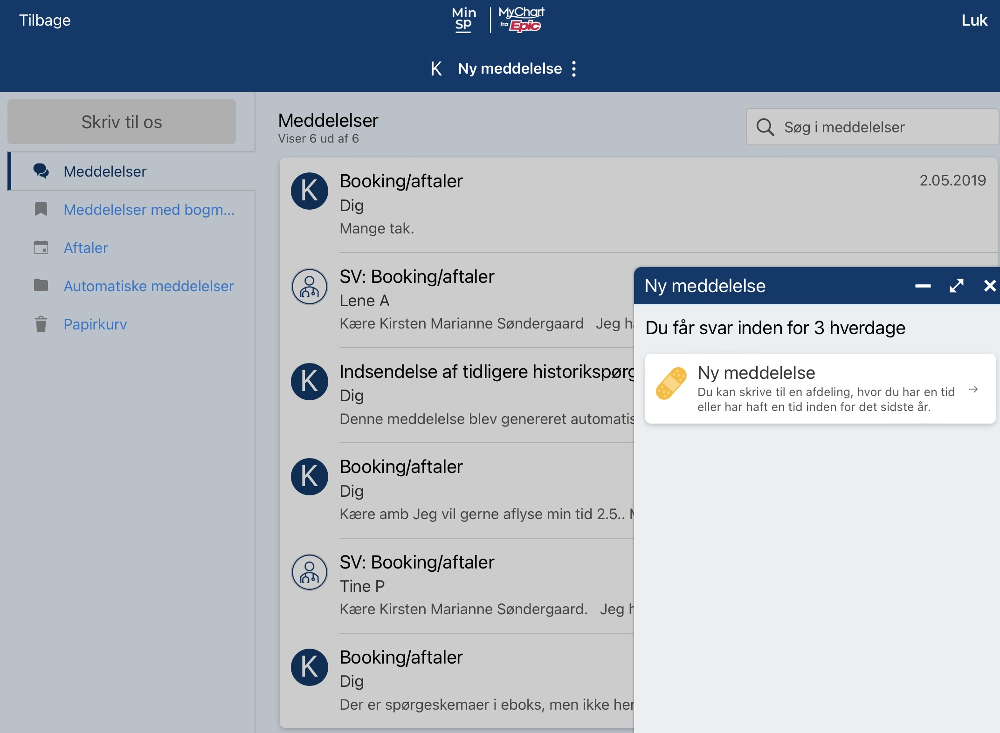 Tilbage
Min
sp
MyChart
fra Epic
Luk
K Ny meddelelse
Skriv til os
Meddelelser
Meddelelser med bogm...
Aftaler
Automatiske meddelelser
Papirkurv
Meddelelser
Viser 6 ud af 6
Søg i meddelelser
K
Booking/aftaler
2.05.2019
Dig
Mange tak.
SV: Booking/aftaler
Lene A
Kære Kirsten Marianne Søndergaard Jeg
K
Indsendelse af tidligere
Dig
Denne meddelelse blev genereret
K
Booking/aftaler
Dig
Kære amb Jeg vil gerne aflyse min tid 2.5..
SV: Booking/aftaler
Tine P
Kære Kirsten Marianne Søndergaard. Jeg
K
Booking/aftaler
Dig
Der er spørgeskemaer i eboks, men ikke
Ny meddelelse
Du får svar inden for 3 hverdage
Ny meddelelse
Du kan skrive til en afdeling, hvor du har en tid
eller har haft en tid inden for det sidste år.